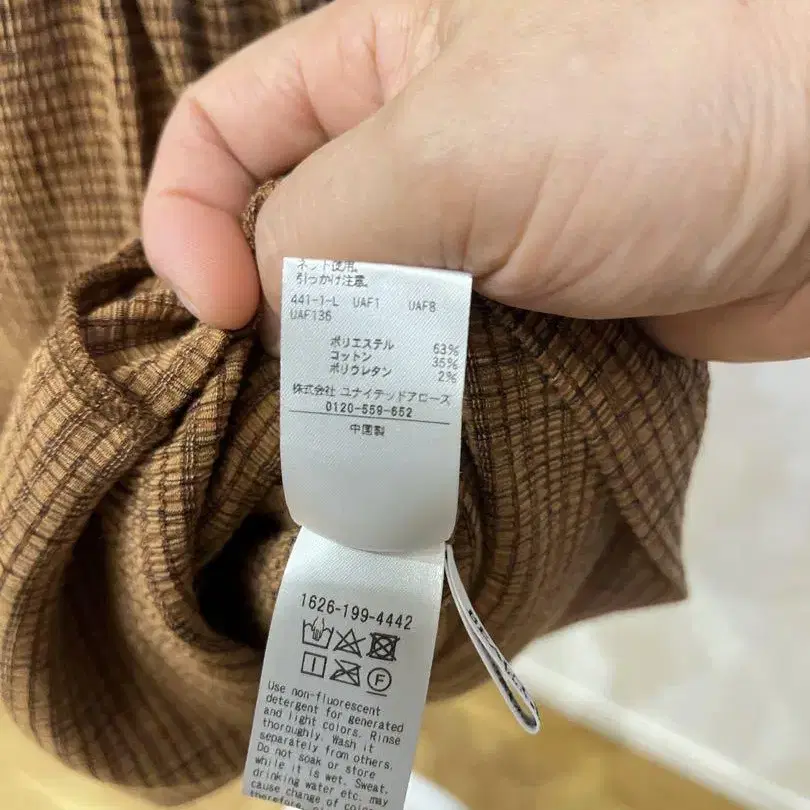 ネット使用。
引っかけ注意。
441-1-L UAF1 UAF8
UAF136
ポリエステル 63%
コットン 35%
ポリウレタン 2%
株式会社 ユナイテッドアローズ
0120-559-652
中国製
1626-199-4442
F
Use non-fluorescent
detergent for generated
and light colors. Rinse
thoroughly. Wash it
separately from others.
Do not soak or store
while it is wet. Sweat,
drinking water etc. may
cause change of
therefore,